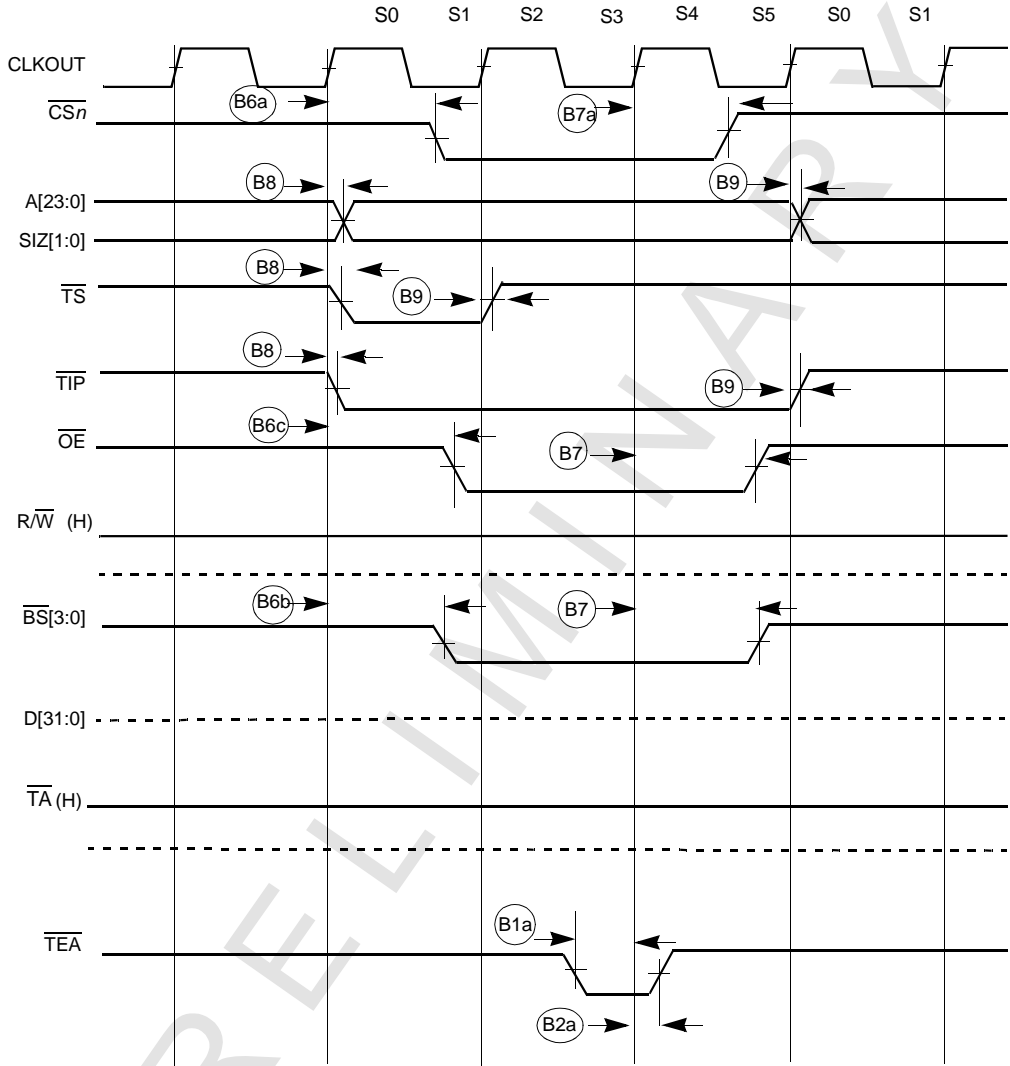 S0 S1 S2 S3 S4 S5 S0 S1
CLKOUT
B6a B7a
CSn
B8 B9
A[23:0]
SIZ[1:0]
B8
TS
B9
B8
TIP
B9
B6c
OE
B7
R/W (H)
B6b B7
BS[3:0]
D[31:0]
TA (H)
B1a
TEA
B2a
RELIMINARY